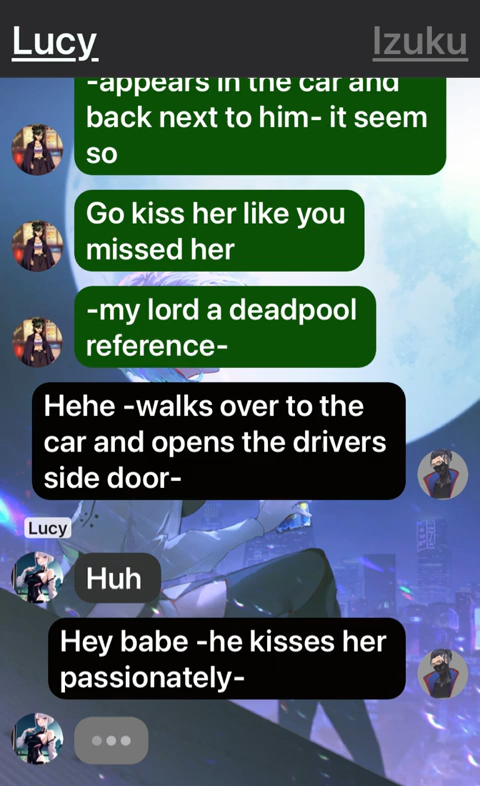 Lucy Izuku
-appears in the car and
back next to him- it seem
so
Go kiss her like you
missed her
-my lord a deadpool
reference-
Hehe -walks over to the
car and opens the drivers
side door-
Lucy
Huh
Hey babe -he kisses her
passionately-